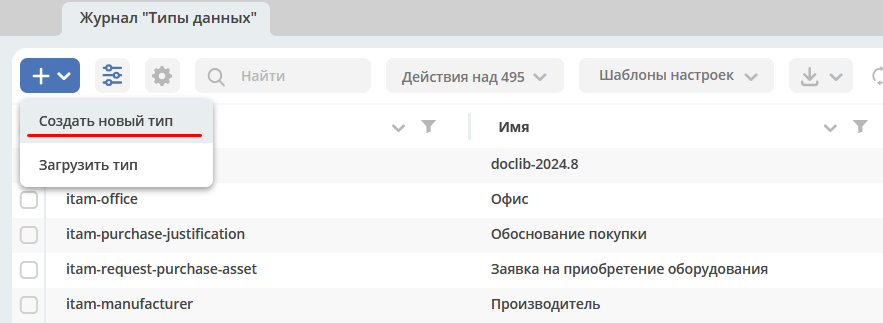 Журнал "Типы данных"
Найти
Действия над 495
Шаблоны настроек
Создать новый тип
Имя
Загрузить тип
doclib-2024.8
itam-office Офис
itam-purchase-justification Обоснование покупки
itam-request-purchase-asset Заявка на приобретение оборудования
itam-manufacturer Производитель